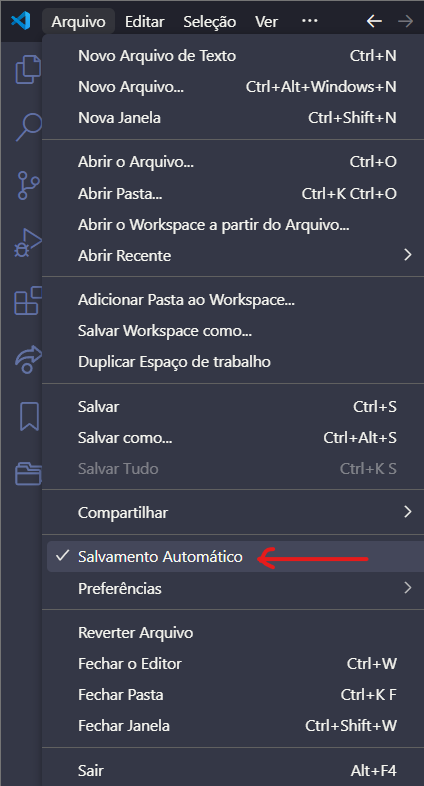 Arquivo Editar Seleção Ver ...
Novo Arquivo de Texto Ctrl+N
Novo Arquivo... Ctrl+Alt+Windows+N
Nova Janela Ctrl+Shift+N
Abrir o Arquivo... Ctrl+O
Abrir Pasta... Ctrl+K Ctrl+O
Abrir o Workspace a partir do Arquivo...
Abrir Recente
Adicionar Pasta ao Workspace...
Salvar Workspace como...
Duplicar Espaço de trabalho
Salvar Ctrl+S
Salvar como... Ctrl+Alt+S
Salvar Tudo Ctrl+K S
Compartilhar
Salvamento Automático
Preferências
Reverter Arquivo
Fechar o Editor Ctrl+W
Fechar Pasta Ctrl+K F
Fechar Janela Ctrl+Shift+W
Sair Alt+F4